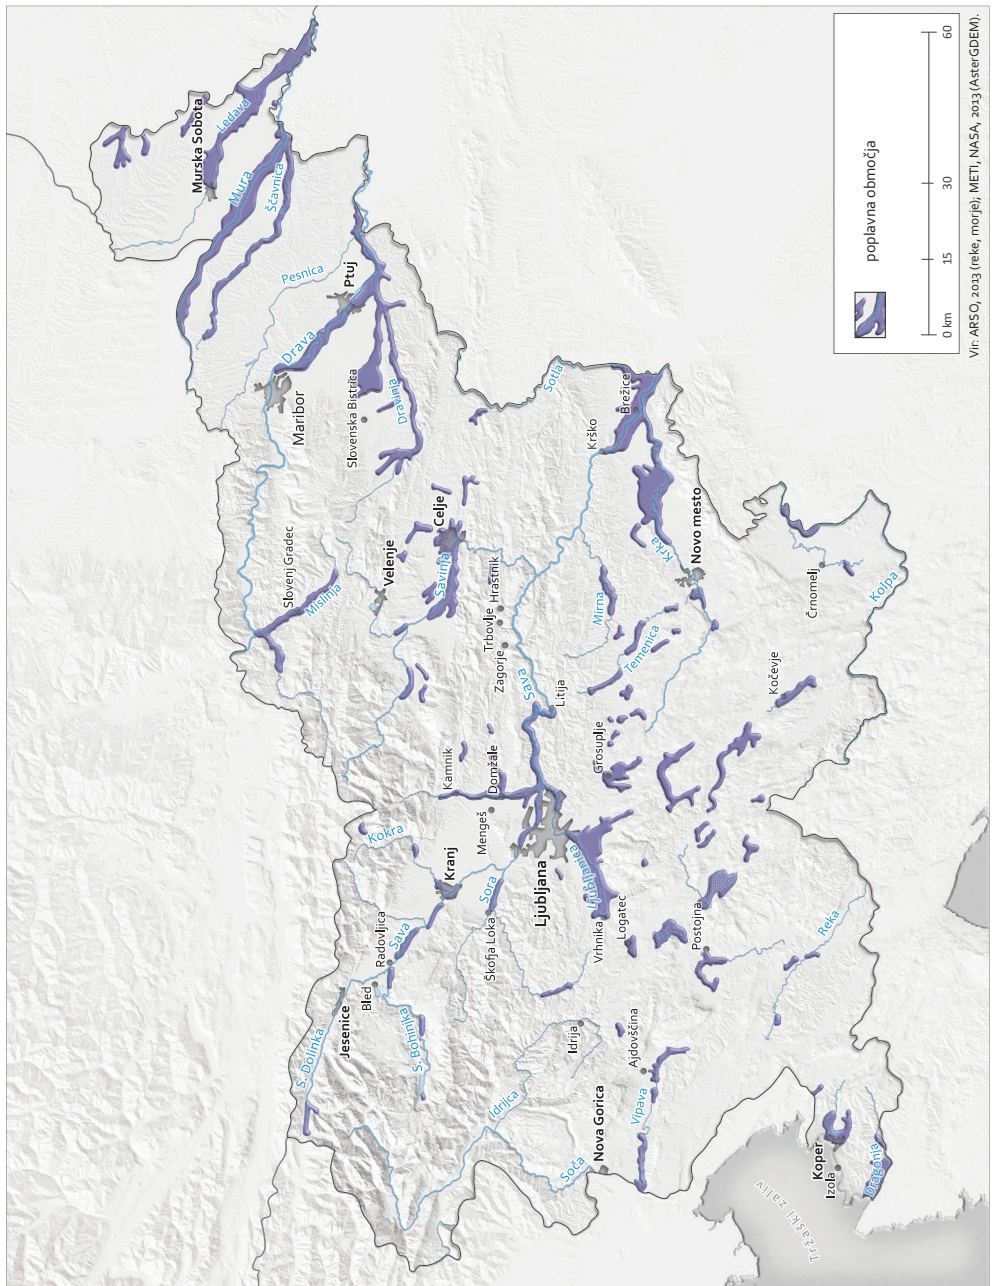 Murska Sobota
Ledava
Mura
Ščavnica
Pesnica
Ptuj
Drava
Maribor
Slovenska Bistrica
Dravinja
Sotla
Slovenj Gradec
Mislinja
Velenje
Celje
Savinja
Hrastnik
Trbovlje
Zagorje
Sava
Litija
Krško
Brežice
Krka
Novo mesto
Mirna
Temenica
Črnomelj
Kolpa
Kočevje
Grosuplje
Kamnik
Domžale
Mengeš
Kokra
Kranj
Sora
Škofja Loka
Ljubljana
Ljubljanica
Vrhnika
Logatec
Postojna
Reka
Radovljica
Sava
Bled
Jesenice
S. Dolinka
S. Bohinjka
Idrija
Idrijca
Ajdovščina
Vipava
Nova Gorica
Soča
Koper
Izola
Dragonja
Tržaški zaliv
poplavna območja
0 km 15 30 60
Vir: ARSO, 2013 (reke, morje); METI, NASA, 2013 (AsterGDEM).